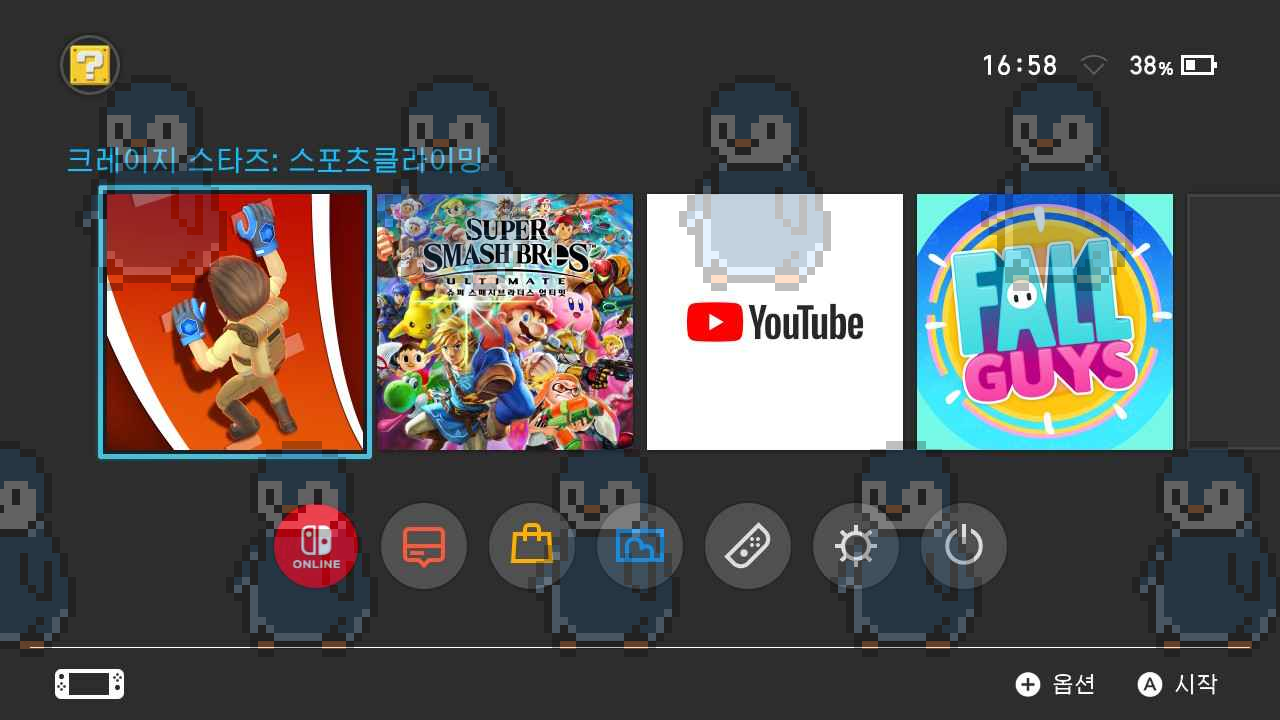 16:58
38%
크레이지 스타즈: 스포츠클라이밍
SUPER
SMASH BROS.
ULTIMATE
슈퍼 스매시브라더스 얼티밋
YouTube
FALL
GUYS
ONLINE
옵션
A 시작